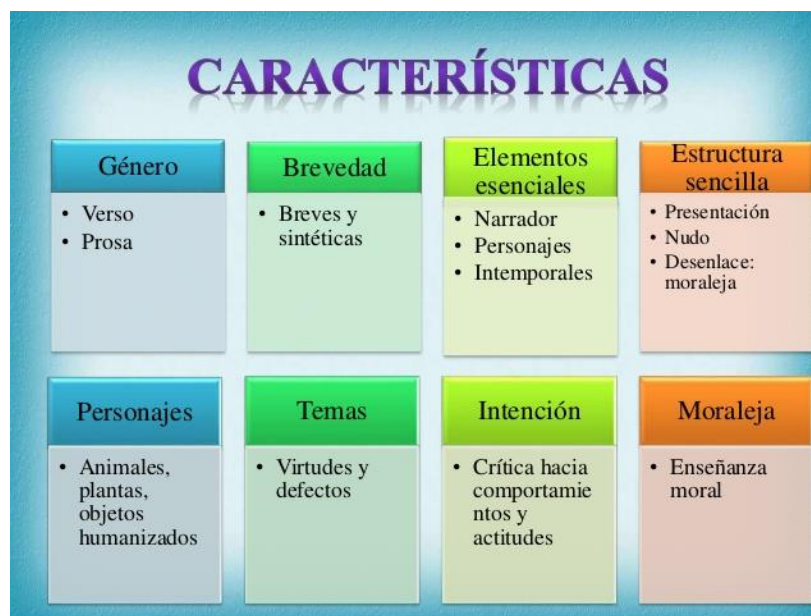 CARACTERÍSTICAS
Género
• Verso
• Prosa
Brevedad
• Breves y
sintéticas
Elementos
esenciales
• Narrador
• Personajes
• Intemporales
Estructura
sencilla
• Presentación
• Nudo
• Desenlace:
moraleja
Personajes
• Animales,
plantas,
objetos
humanizados
Temas
• Virtudes y
defectos
Intención
• Crítica hacia
comportamie
ntos y
actitudes
Moraleja
• Enseñanza
moral